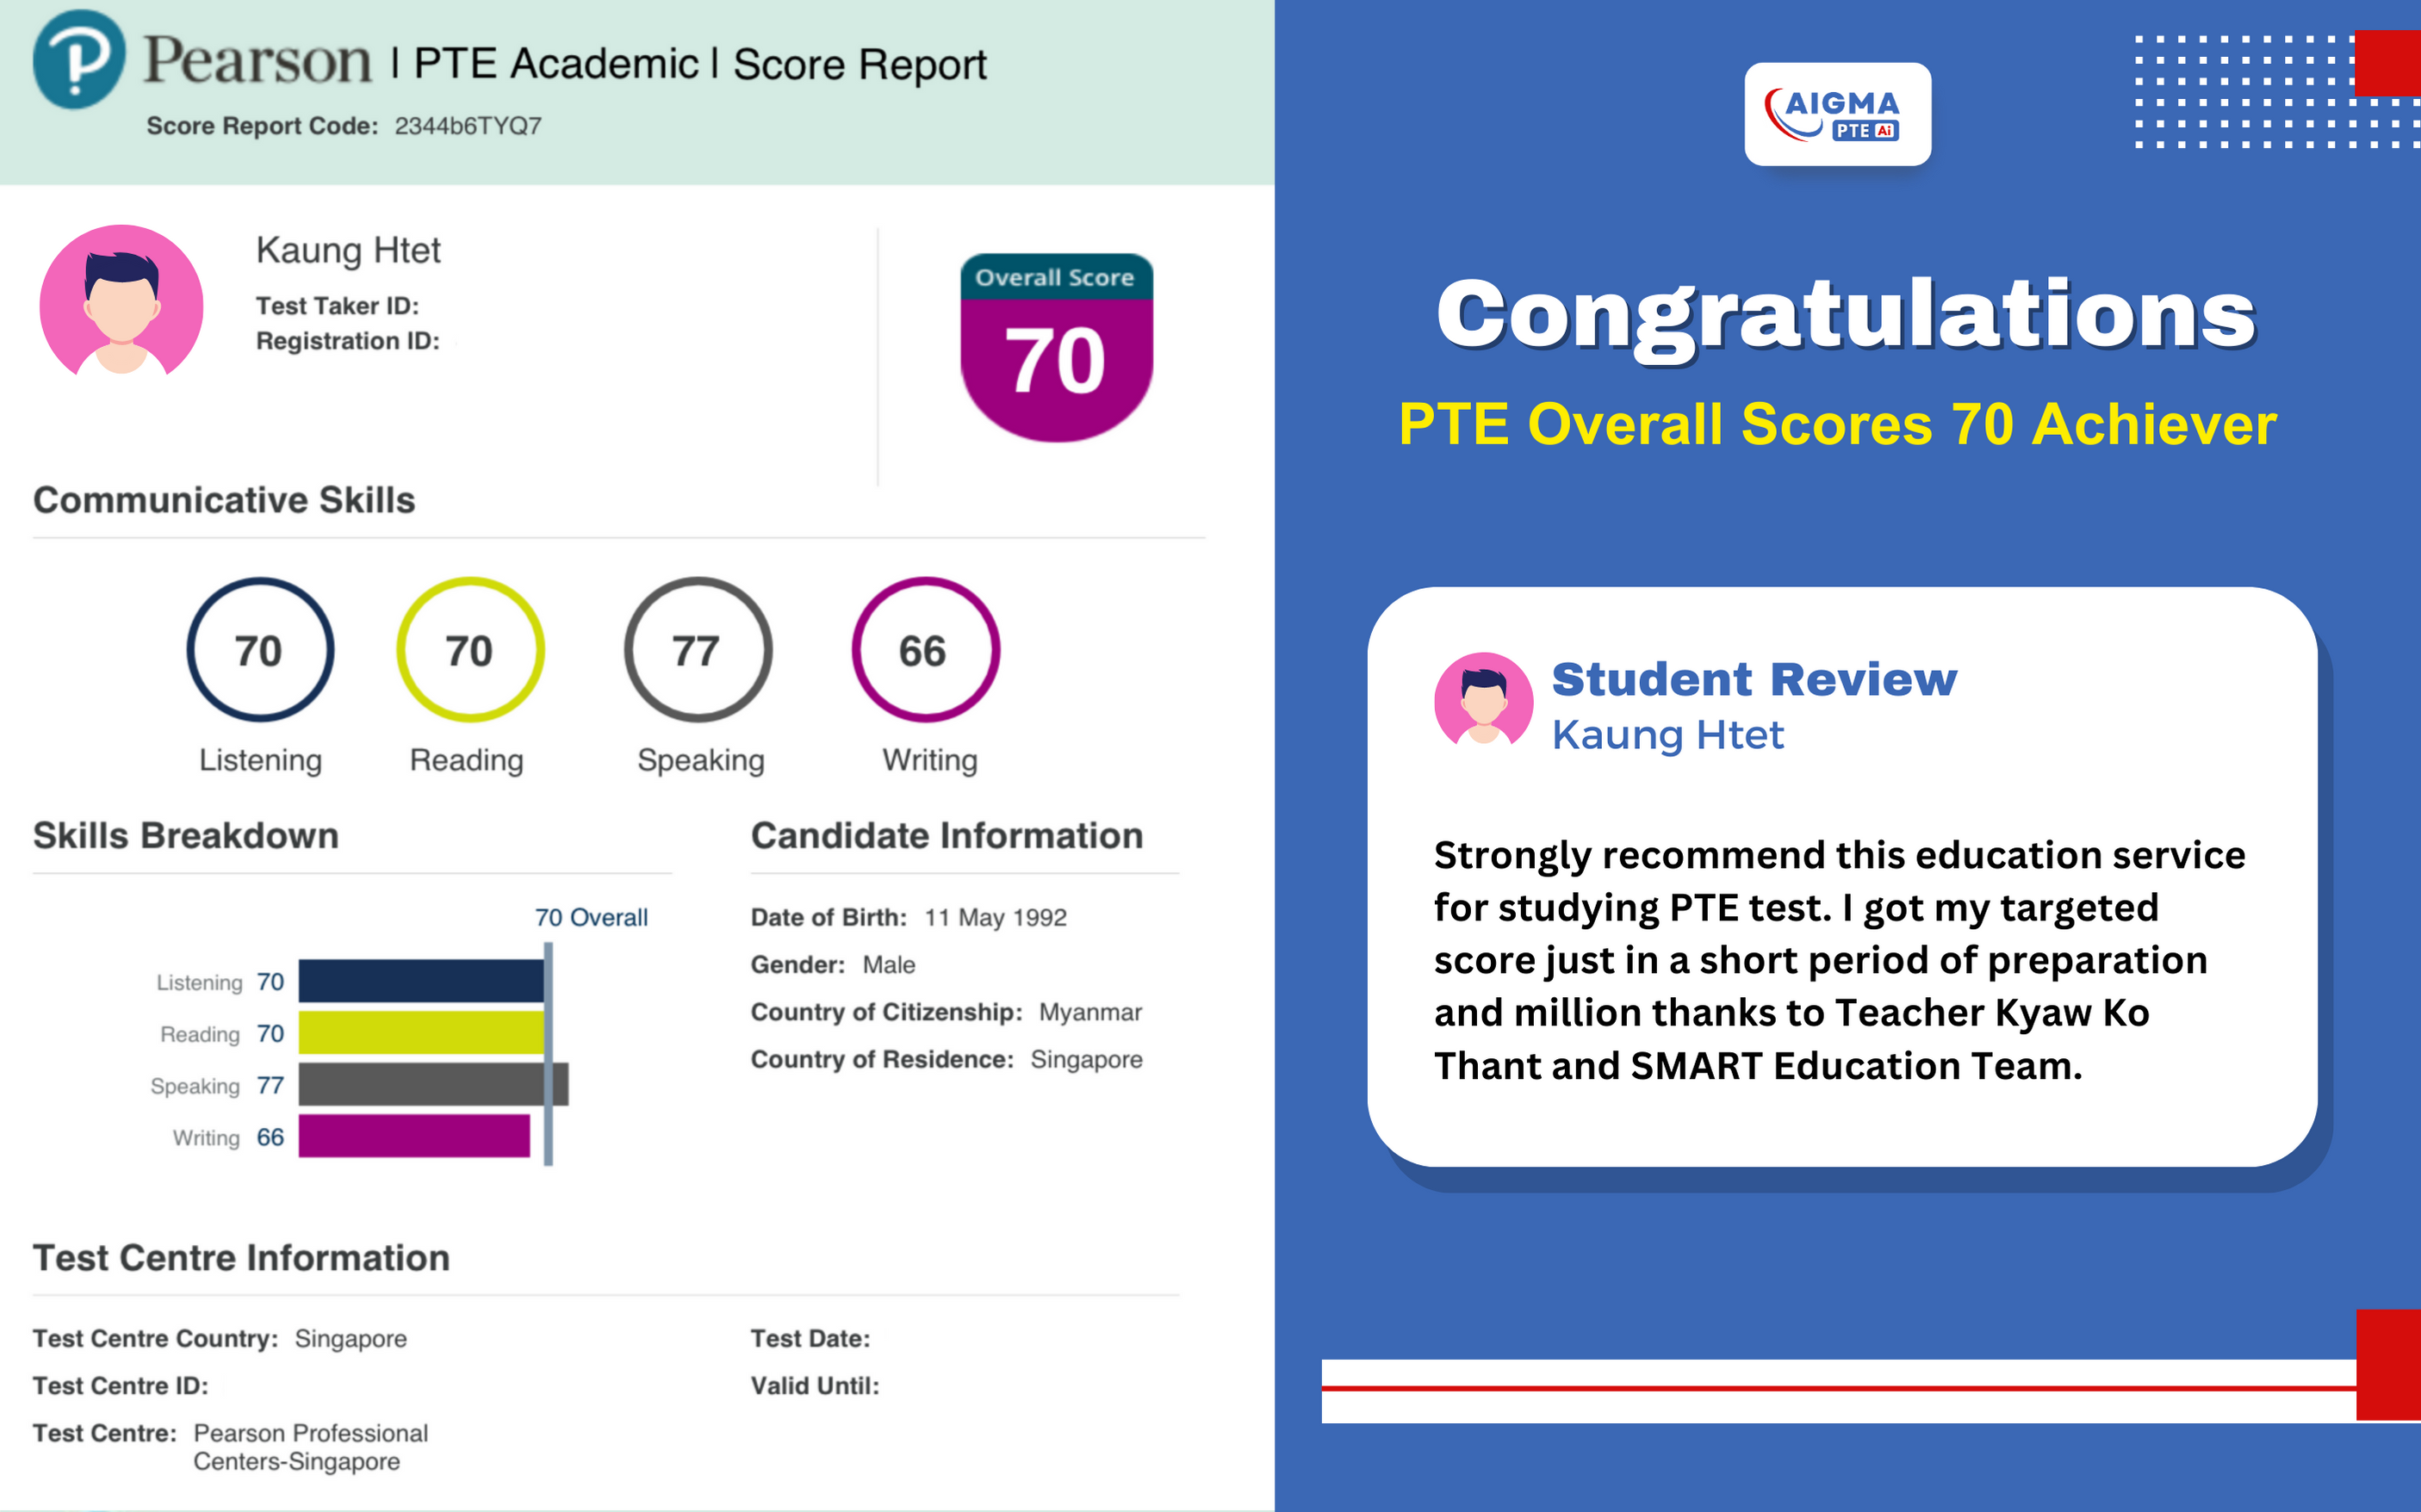 Pearson | PTE Academic | Score Report
Score Report Code: 2344b6TYQ7
Kaung Htet
Test Taker ID:
Registration ID:
Overall Score
70
Communicative Skills
70 70 77 66
Listening Reading Speaking Writing
Skills Breakdown
70 Overall
Listening 70
Reading 70
Speaking 77
Writing 66
Candidate Information
Date of Birth: 11 May 1992
Gender: Male
Country of Citizenship: Myanmar
Country of Residence: Singapore
Test Centre Information
Test Centre Country: Singapore
Test Centre ID:
Test Centre: Pearson Professional
Centers-Singapore
Test Date:
Valid Until:
AIGMA
PTE Ai
Congratulations
PTE Overall Scores 70 Achiever
Student Review
Kaung Htet
Strongly recommend this education service
for studying PTE test. I got my targeted
score just in a short period of preparation
and million thanks to Teacher Kyaw Ko
Thant and SMART Education Team.